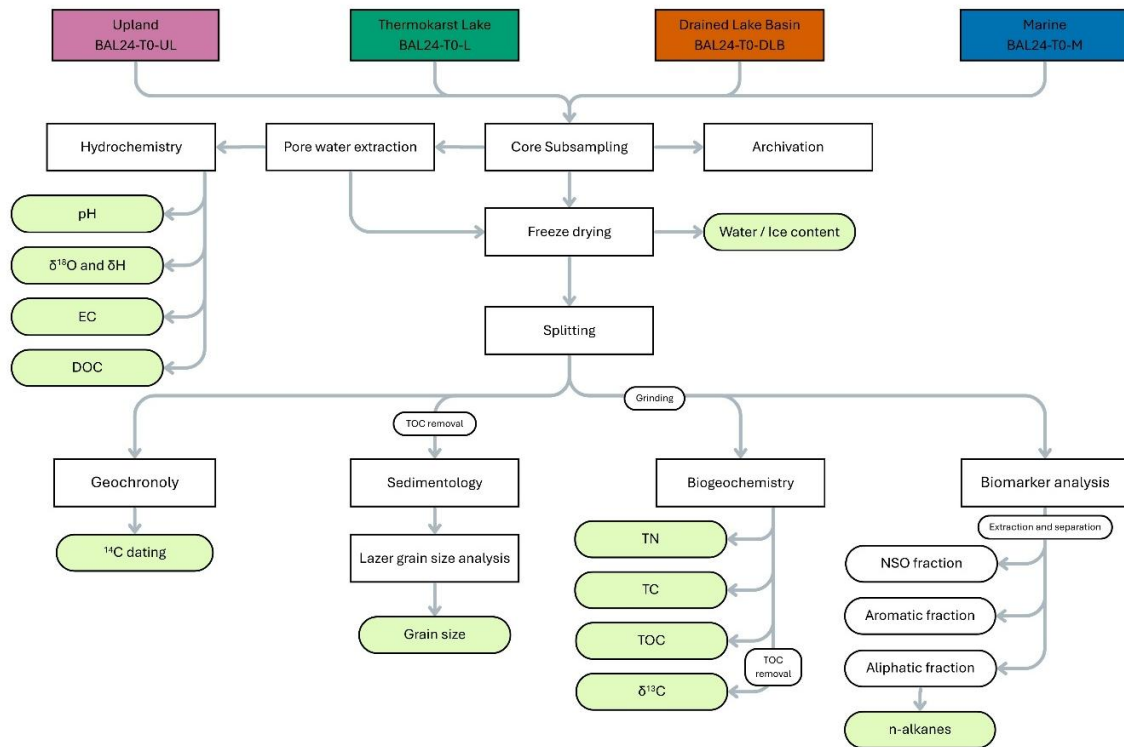 Upland
BAL24-T0-UL
Thermokarst Lake
BAL24-T0-L
Drained Lake Basin
BAL24-T0-DLB
Marine
BAL24-T0-M
Hydrochemistry
Pore water extraction
Core Subsampling
Archivation
pH
Freeze drying
Water / Ice content
δ¹⁸O and δH
EC
Splitting
DOC
Grinding
TOC removal
Geochronoly
Sedimentology
Biogeochemistry
Biomarker analysis
Extraction and separation
¹⁴C dating
Lazer grain size analysis
TN
NSO fraction
TC
Aromatic fraction
Grain size
TOC
Aliphatic fraction
TOC
removal
δ¹³C
n-alkanes